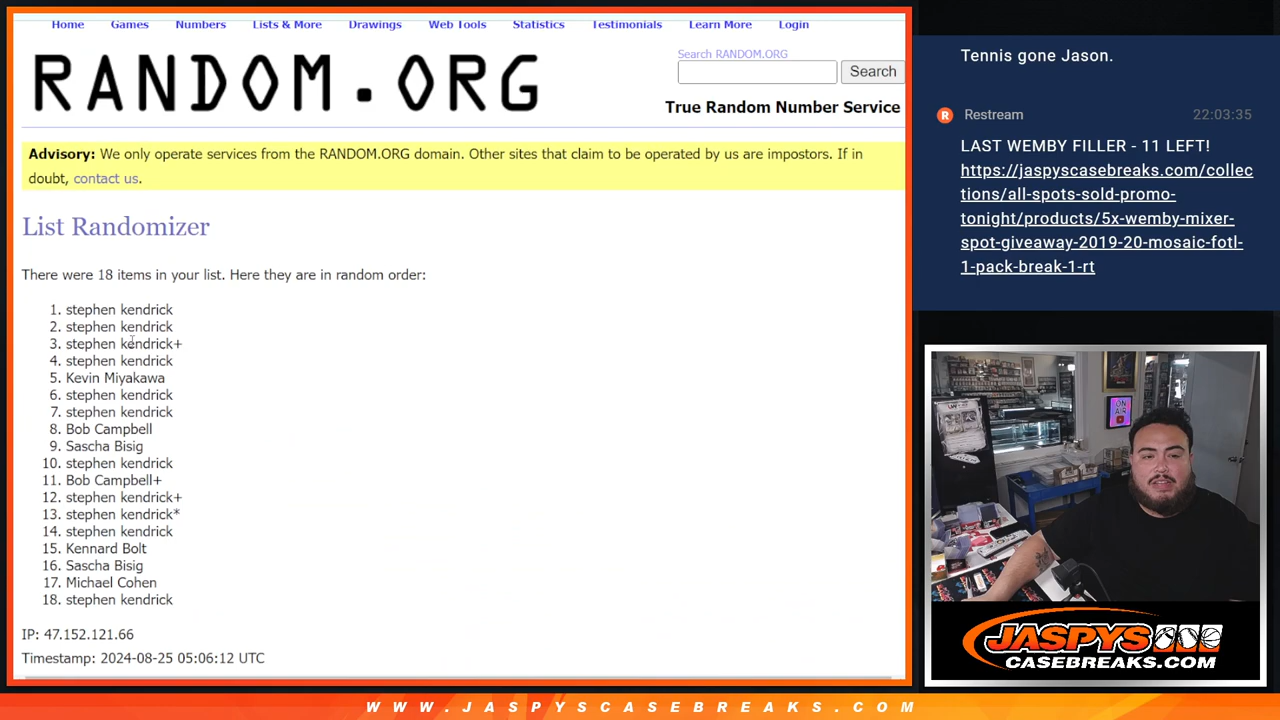 Home Games Numbers Lists & More Drawings Web Tools Statistics Testimonials Learn More Login
RANDOM.ORG
Search RANDOM.ORG
Search
True Random Number Service
Advisory: We only operate services from the RANDOM.ORG domain. Other sites that claim to be operated by us are impostors. If in
doubt, contact us.
List Randomizer
There were 18 items in your list. Here they are in random order:
1. stephen kendrick
2. stephen kendrick
3. stephen kendrick+
4. stephen kendrick
5. Kevin Miyakawa
6. stephen kendrick
7. stephen kendrick
8. Bob Campbell
9. Sascha Bisig
10. stephen kendrick
11. Bob Campbell+
12. stephen kendrick+
13. stephen kendrick*
14. stephen kendrick
15. Kennard Bolt
16. Sascha Bisig
17. Michael Cohen
18. stephen kendrick
IP: 47.152.121.66
Timestamp: 2024-08-25 05:06:12 UTC
Tennis gone Jason.
R Restream 22:03:35
LAST WEMBY FILLER - 11 LEFT!
https://jaspyscasebreaks.com/collec
tions/all-spots-sold-promo-
tonight/products/5x-wemby-mixer-
spot-giveaway-2019-20-mosaic-fotl-
1-pack-break-1-rt
ON
AIR
JASPYS
CASEBREAKS.COM
WWW.JASPYSCASEBREAKS.COM